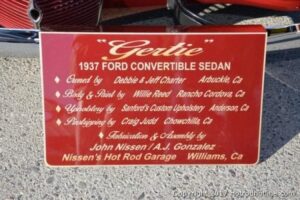 "Gertie"
1937 FORD CONVERTIBLE SEDAN
Owned by Debbie & Jeff Charter Arbuckle, Ca
Body & Paint by Willie Reed Rancho Cordova, Ca
Upholstery by Sanford's Custom Upholstery Anderson, Ca
Pinstriping by Craig Judd Chowchilla, Ca
Fabrication & Assembly by
John Nissen / A.J. Gonzalez
Nissen's Hot Rod Garage Williams, Ca